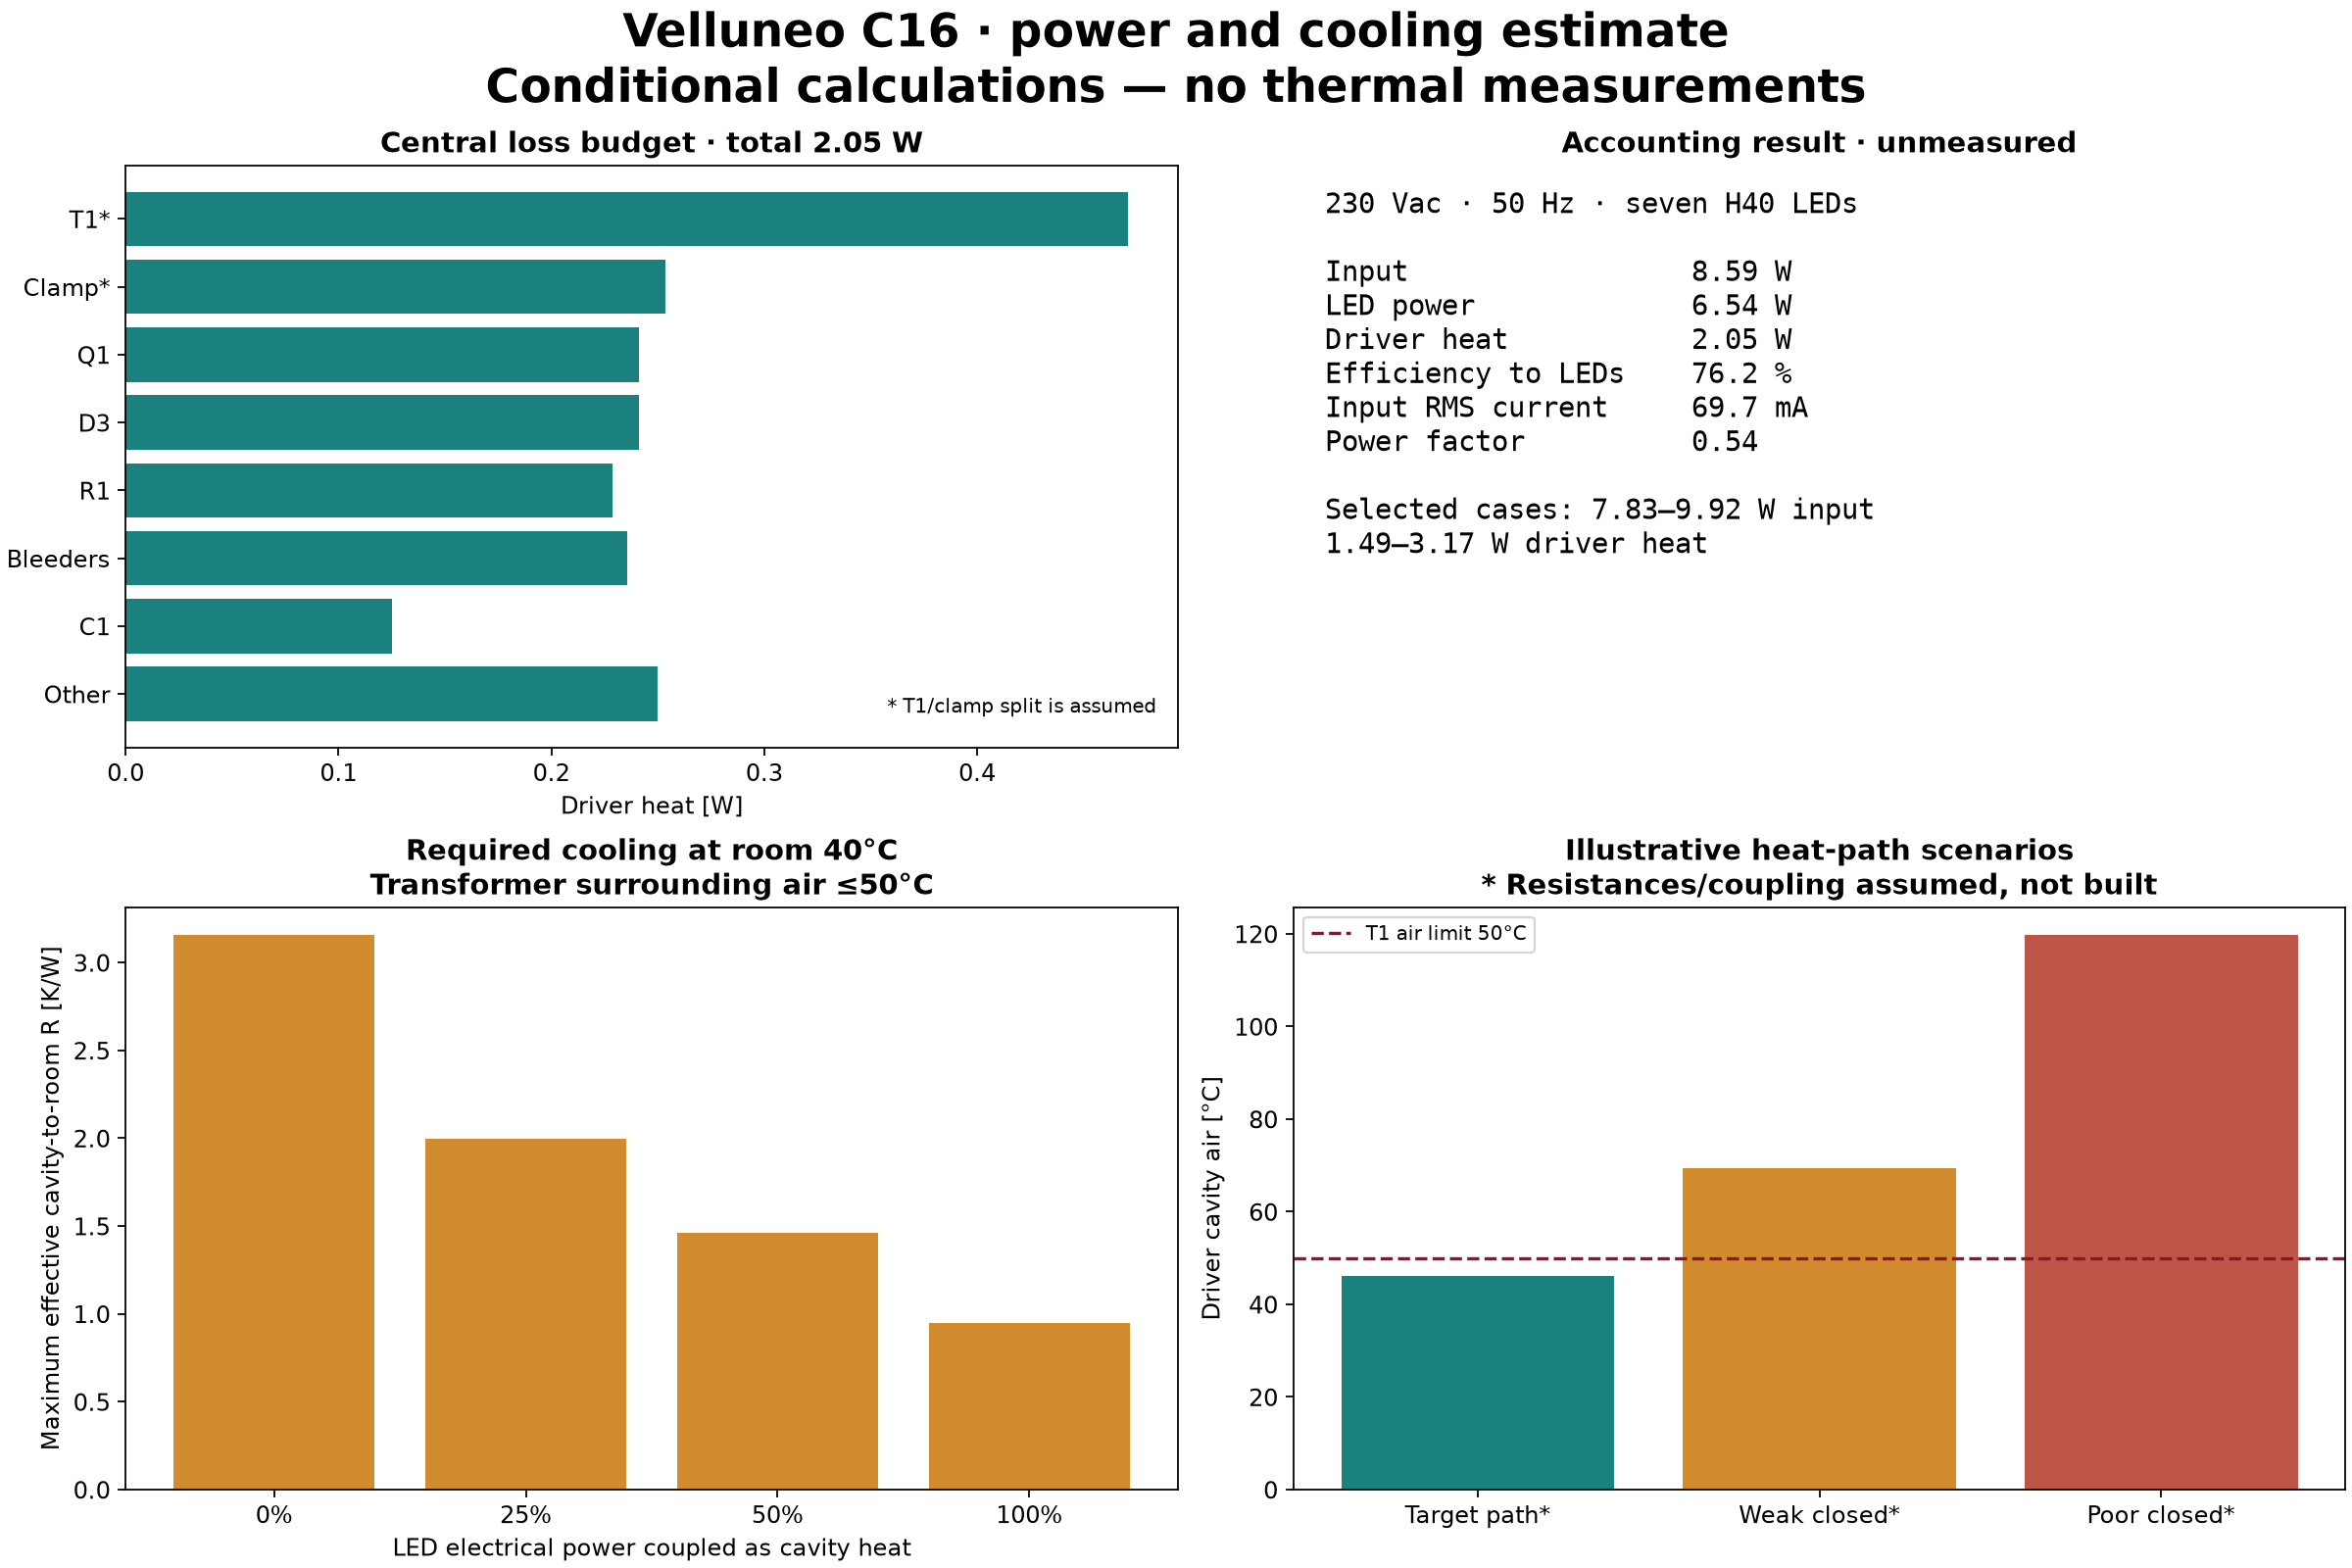 Velluneo C16 · power and cooling estimate
Conditional calculations — no thermal measurements
Central loss budget · total 2.05 W
T1*
Clamp*
Q1
D3
R1
Bleeders
C1
Other
* T1/clamp split is assumed
0.0 0.1 0.2 0.3 0.4
Driver heat [W]
Accounting result · unmeasured
230 Vac · 50 Hz · seven H40 LEDs
Input 8.59 W
LED power 6.54 W
Driver heat 2.05 W
Efficiency to LEDs 76.2 %
Input RMS current 69.7 mA
Power factor 0.54
Selected cases: 7.83–9.92 W input
1.49–3.17 W driver heat
Required cooling at room 40°C
Transformer surrounding air ≤50°C
Maximum effective cavity-to-room R [K/W]
3.0
2.5
2.0
1.5
1.0
0.5
0.0
0% 25% 50% 100%
LED electrical power coupled as cavity heat
Illustrative heat-path scenarios
* Resistances/coupling assumed, not built
T1 air limit 50°C
Driver cavity air [°C]
120
100
80
60
40
20
0
Target path* Weak closed* Poor closed*